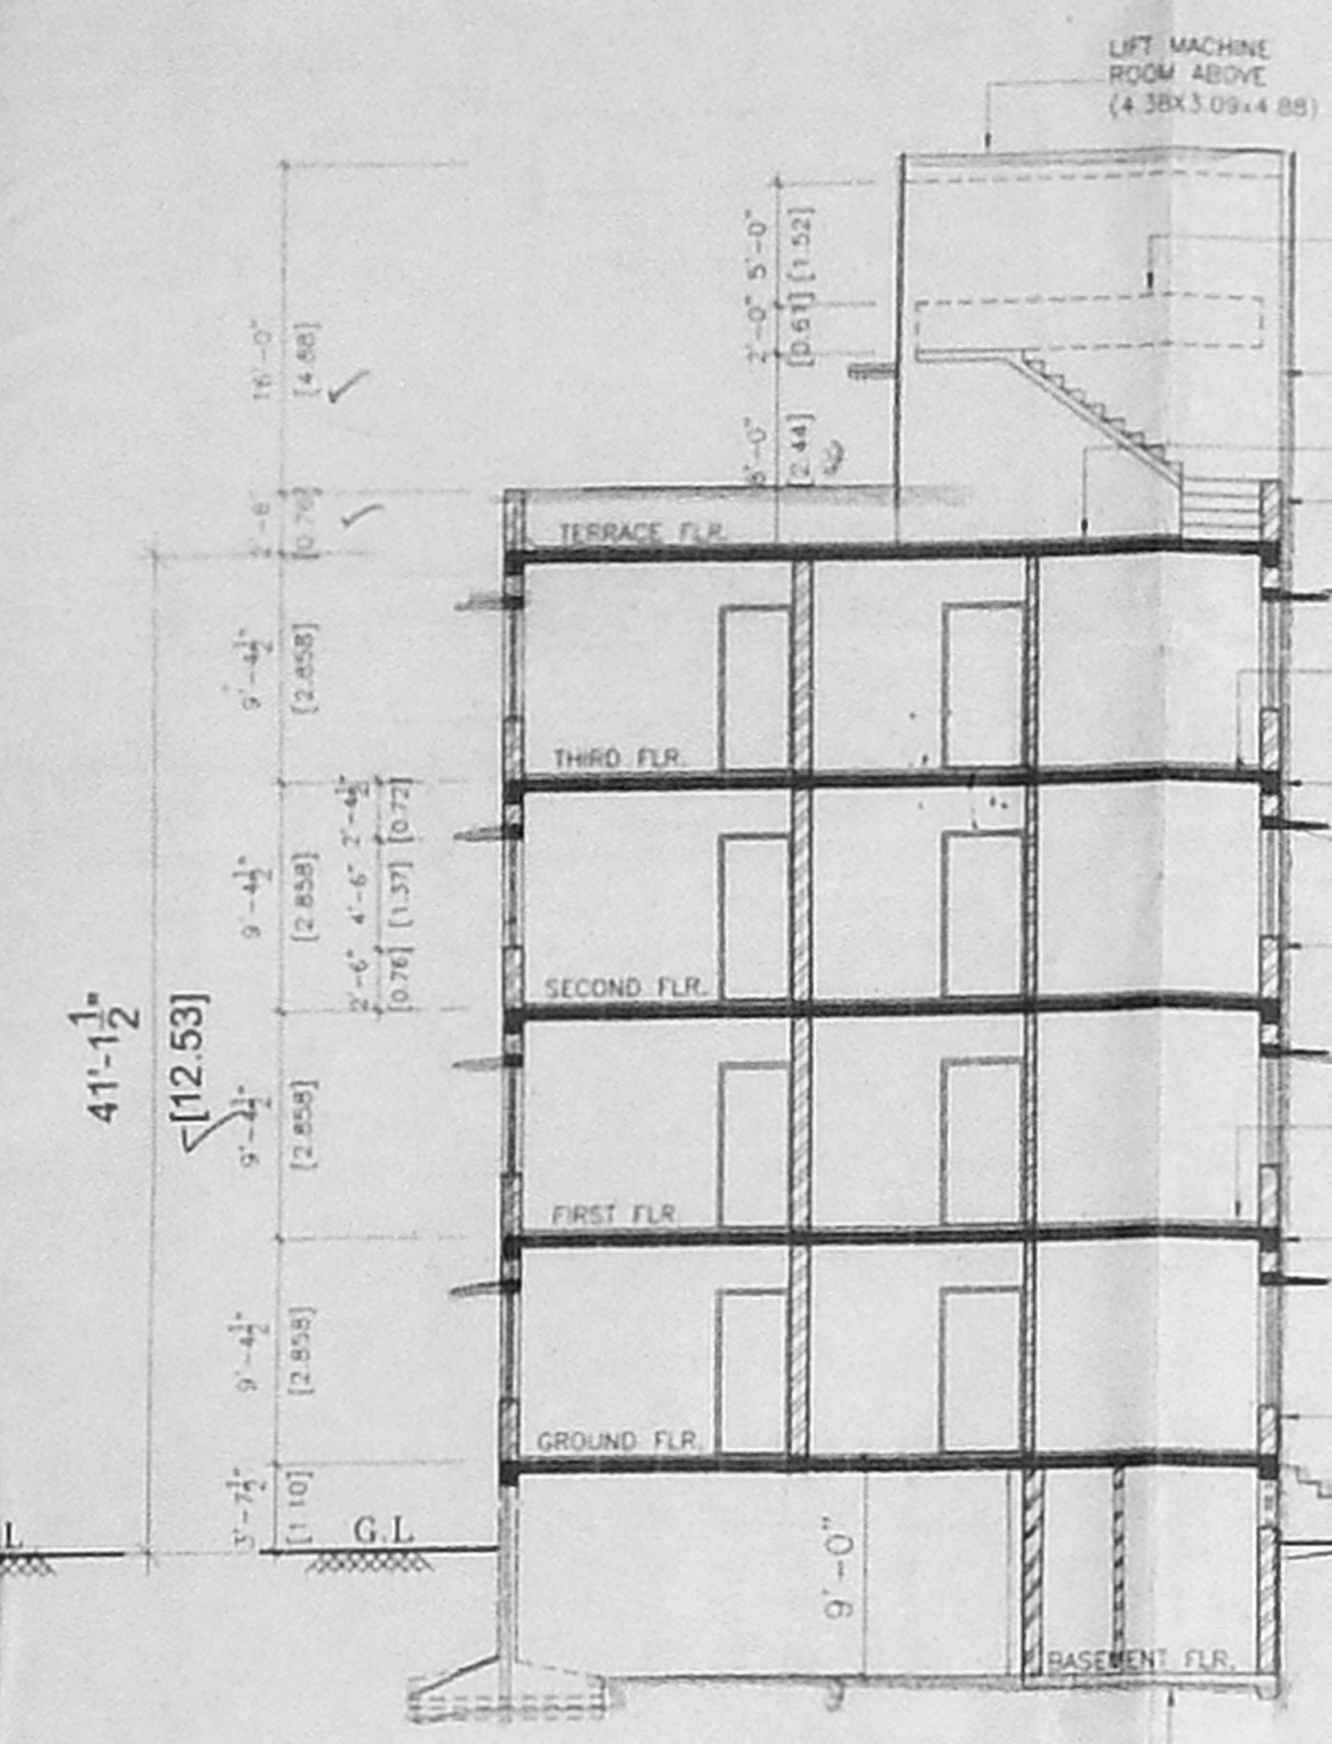 LIFT MACHINE
ROOM ABOVE
(4.38X3.09x4.88)
5'-0"
[1.52]
2'-0"
[0.61]
[2.44]
16'-0"
[4.88]
[0.76]
TERRACE FLR.
9'-4½"
[2.858]
THIRD FLR.
2'-4½"
[0.72]
9'-4½"
[2.858]
4'-6"
[1.37]
2'-6"
[0.76]
SECOND FLR.
41'-1½"
[12.53]
9'-4½"
[2.858]
FIRST FLR
9'-4½"
[2.858]
GROUND FLR.
3'-7½"
[1.10]
L
G.L
9'-0"
BASEMENT FLR.